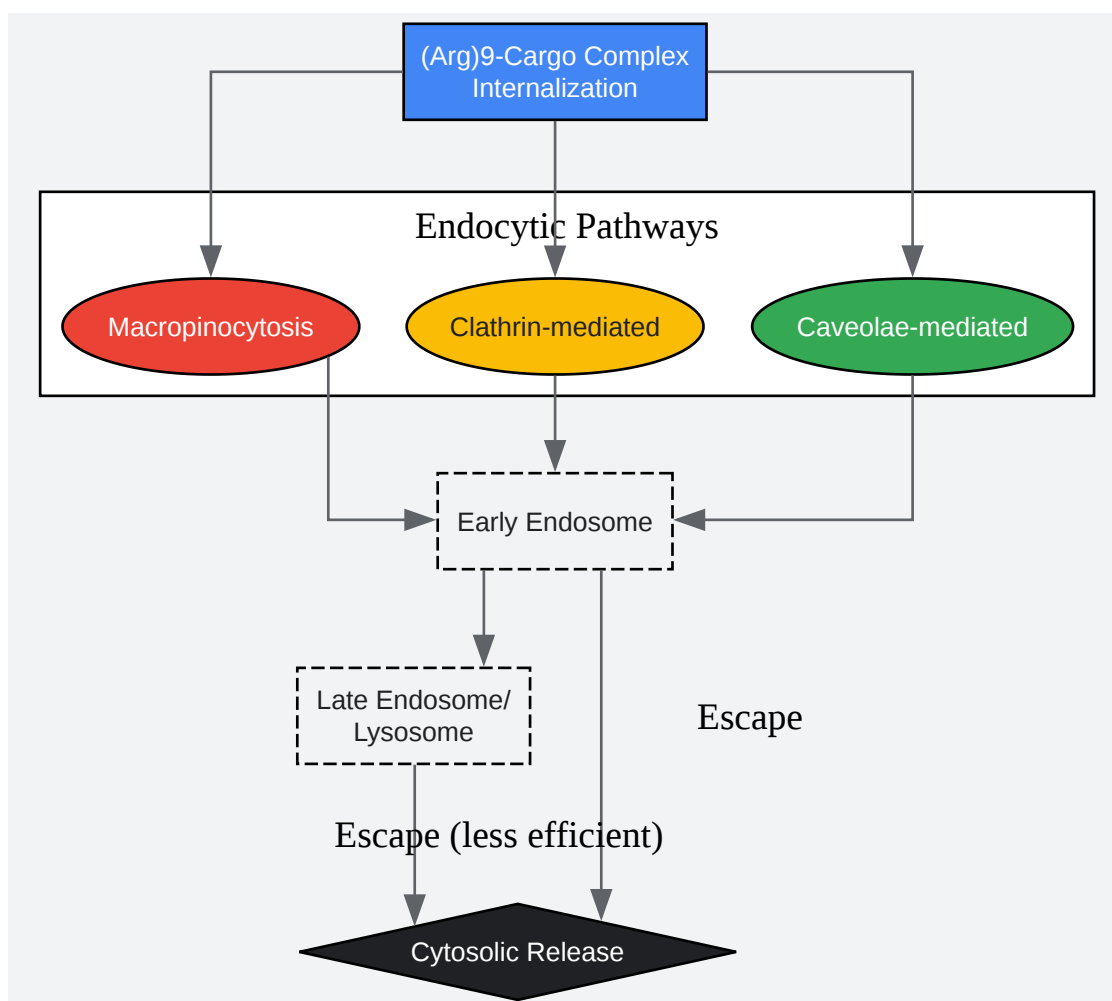 (Arg)9-Cargo Complex
Internalization
Endocytic Pathways
Macropinocytosis
Clathrin-mediated
Caveolae-mediated
Early Endosome
Late Endosome/
Lysosome
Escape
Escape (less efficient)
Cytosolic Release